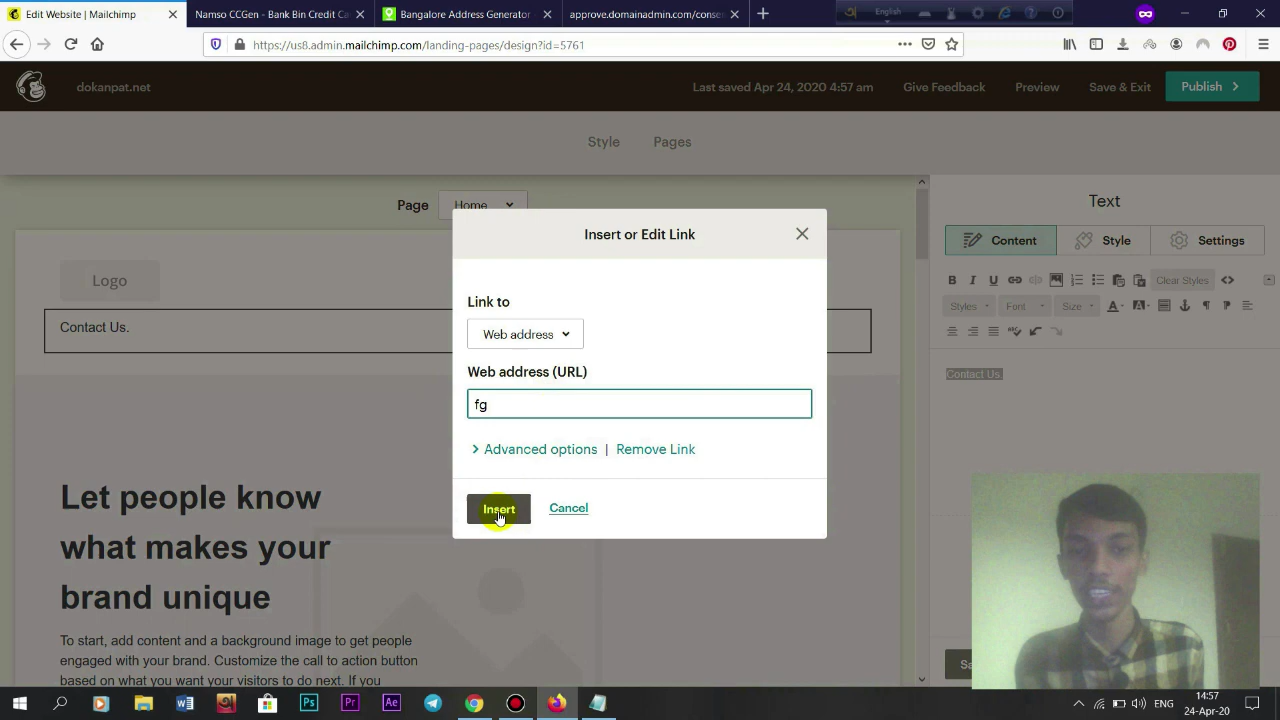 Edit Website | Mailchimp
Namso CCGen - Bank Bin Credit Ca
Bangalore Address Generator
approve.domainadmin.com/conser
English
https://us8.admin.mailchimp.com/landing-pages/design?id=5761
dokanpat.net
Last saved Apr 24, 2020 4:57 am
Give Feedback
Preview
Save & Exit
Publish
Style
Pages
Page
Home
Insert or Edit Link
Link to
Web address
Web address (URL)
fg
Advanced options | Remove Link
Insert
Cancel
Logo
Contact Us.
Let people know
what makes your
brand unique
To start, add content and a background image to get people
engaged with your brand. Customize the call to action button
based on what you want your visitors to do next. If you
Text
Content
Style
Settings
B I U
Clear Styles
Styles
Font
Size
Contact Us.
Sa
Ps
Pr
Ae
ENG
14:57
24-Apr-20